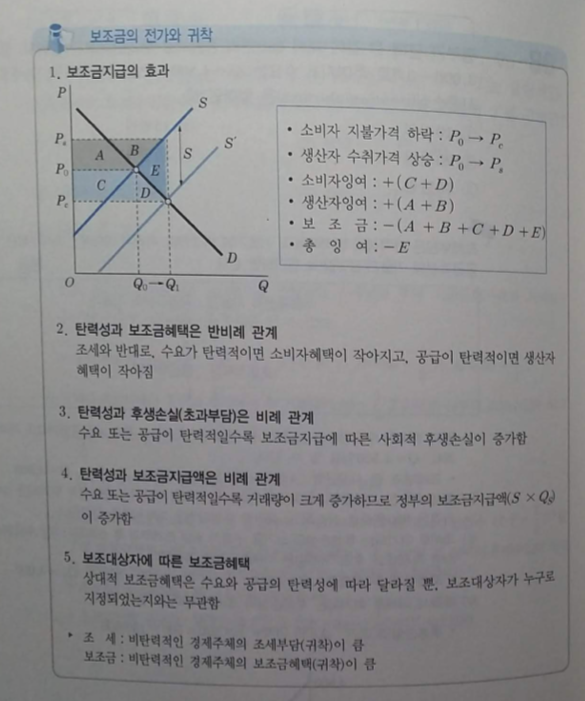 보조금의 전가와 귀착
1. 보조금지급의 효과
P
S
S'
Ps
A
B
S
P0
E
C
D
Pc
D
O
Q0→Q1
Q
• 소비자 지불가격 하락 : P0 → Pc
• 생산자 수취가격 상승 : P0 → Ps
• 소비자잉여 : +(C+D)
• 생산자잉여 : +(A+B)
• 보 조 금 : -(A+B+C+D+E)
• 총 잉 여 : -E
2. 탄력성과 보조금혜택은 반비례 관계
조세와 반대로, 수요가 탄력적이면 소비자혜택이 작아지고, 공급이 탄력적이면 생산자
혜택이 작아짐
3. 탄력성과 후생손실(초과부담)은 비례 관계
수요 또는 공급이 탄력적일수록 보조금지급에 따른 사회적 후생손실이 증가함
4. 탄력성과 보조금지급액은 비례 관계
수요 또는 공급이 탄력적일수록 거래량이 크게 증가하므로 정부의 보조금지급액(S × Qs)
이 증가함
5. 보조대상자에 따른 보조금혜택
상대적 보조금혜택은 수요와 공급의 탄력성에 따라 달라질 뿐, 보조대상자가 누구로
지정되었는지와는 무관함
▸ 조 세 : 비탄력적인 경제주체의 조세부담(귀착)이 큼
보조금 : 비탄력적인 경제주체의 보조금혜택(귀착)이 큼